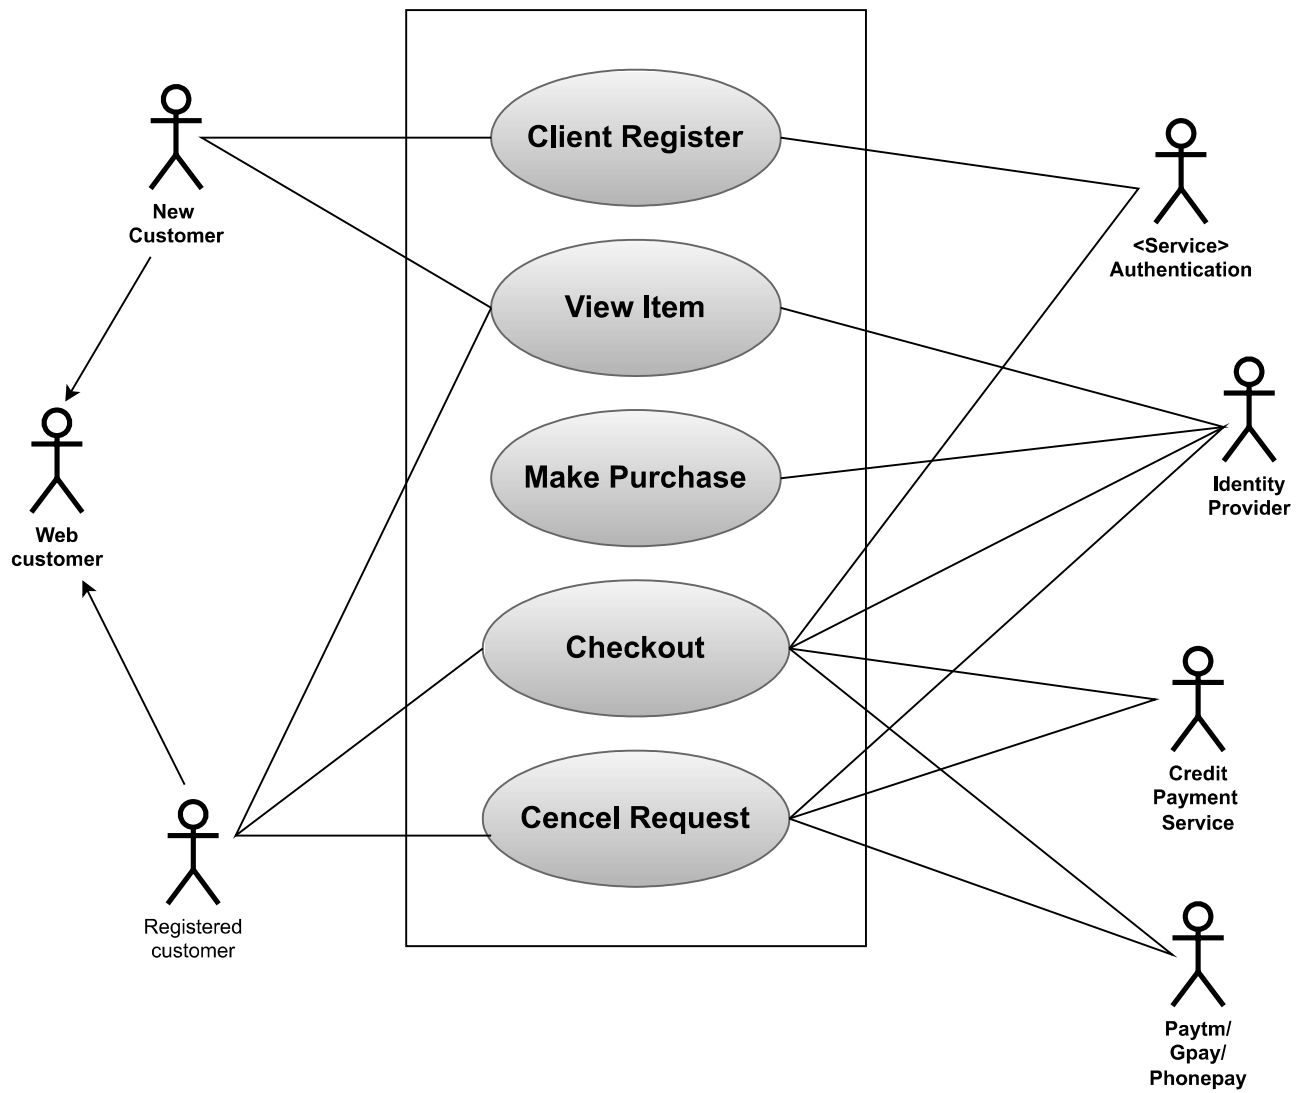 Client Register
New
Customer
<Service>
Authentication
View Item
Make Purchase
Identity
Provider
Web
customer
Checkout
Credit
Payment
Service
Cencel Request
Registered
customer
Paytm/
Gpay/
Phonepay